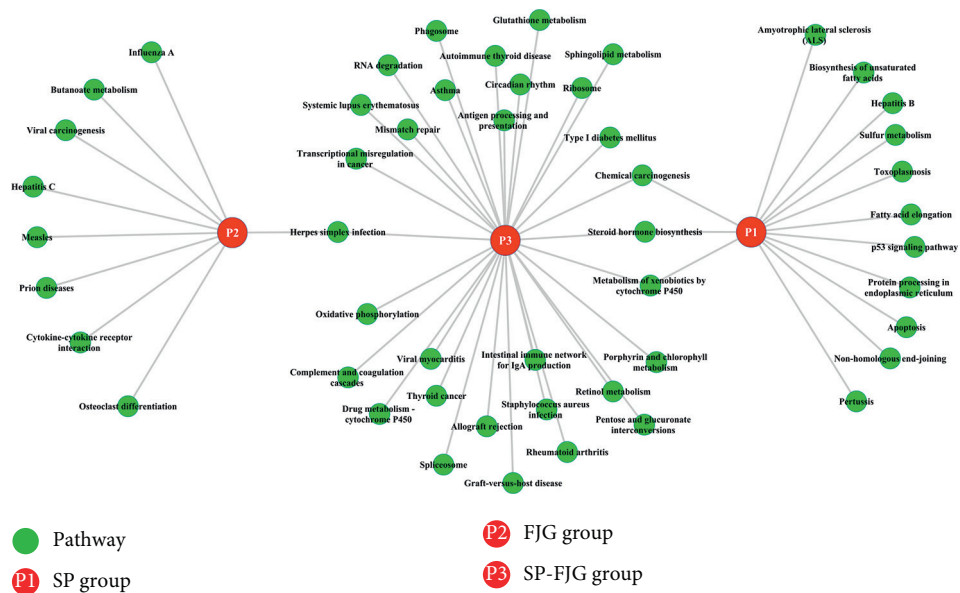 Influenza A
Butanoate metabolism
Viral carcinogenesis
Hepatitis C
Measles
Prion diseases
Cytokine-cytokine receptor
interaction
Osteoclast differentiation
P2
Herpes simplex infection
Phagosome
Glutathione metabolism
RNA degradation
Autoimmune thyroid disease
Sphingolipid metabolism
Asthma
Circadian rhythm
Ribosome
Systemic lupus erythematosus
Antigen processing and
presentation
Mismatch repair
Type I diabetes mellitus
Transcriptional misregulation
in cancer
Chemical carcinogenesis
P3
Steroid hormone biosynthesis
Metabolism of xenobiotics by
cytochrome P450
Oxidative phosphorylation
Viral myocarditis
Intestinal immune network
for IgA production
Porphyrin and chlorophyll
metabolism
Complement and coagulation
cascades
Thyroid cancer
Retinol metabolism
Drug metabolism -
cytochrome P450
Staphylococcus aureus
infection
Allograft rejection
Pentose and glucuronate
interconversions
Rheumatoid arthritis
Spliceosome
Graft-versus-host disease
P1
Amyotrophic lateral sclerosis
(ALS)
Biosynthesis of unsaturated
fatty acids
Hepatitis B
Sulfur metabolism
Toxoplasmosis
Fatty acid elongation
p53 signaling pathway
Protein processing in
endoplasmic reticulum
Apoptosis
Non-homologous end-joining
Pertussis
Pathway
P1 SP group
P2 FJG group
P3 SP-FJG group